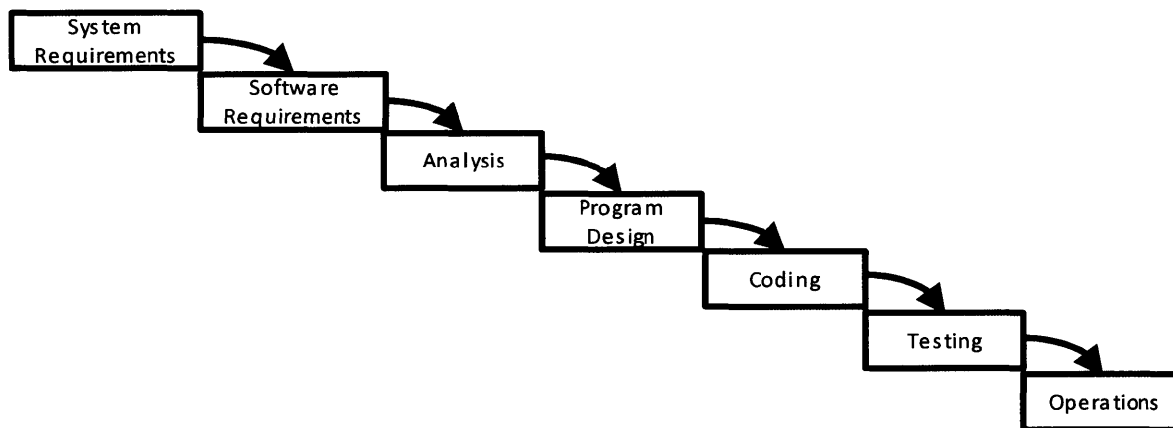 System
Requirements
Software
Requirements
Analysis
Program
Design
Coding
Testing
Operations